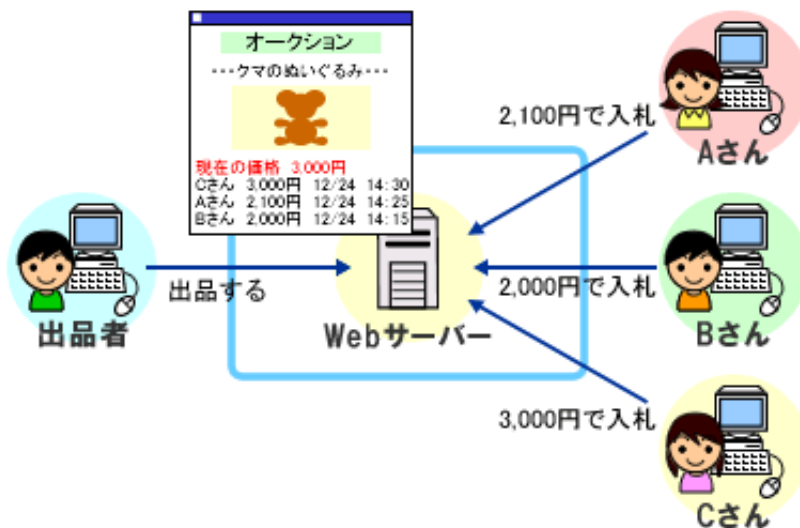 オークション
---クマのぬいぐるみ---
現在の価格 3,000円
Cさん 3,000円 12/24 14:30
Aさん 2,100円 12/24 14:25
Bさん 2,000円 12/24 14:15
出品者
出品する
Webサーバー
2,100円で入札
Aさん
2,000円で入札
Bさん
3,000円で入札
Cさん